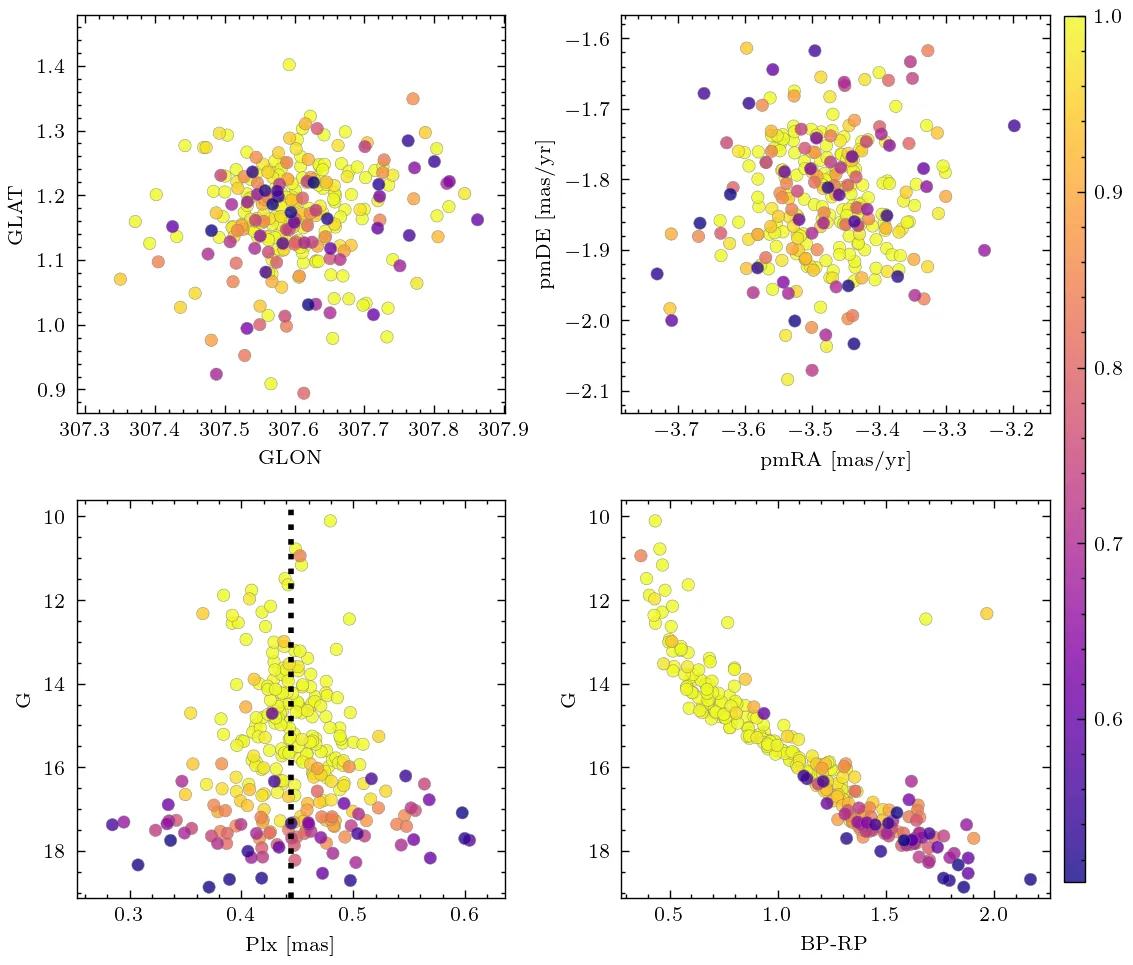 1.4
1.3
1.2
1.1
1.0
0.9
GLAT
307.3 307.4 307.5 307.6 307.7 307.8 307.9
GLON
−1.6
−1.7
−1.8
−1.9
−2.0
−2.1
pmDE [mas/yr]
−3.7 −3.6 −3.5 −3.4 −3.3 −3.2
pmRA [mas/yr]
1.0
0.9
0.8
0.7
0.6
10
12
14
16
18
G
0.3 0.4 0.5 0.6
Plx [mas]
10
12
14
16
18
G
0.5 1.0 1.5 2.0
BP-RP